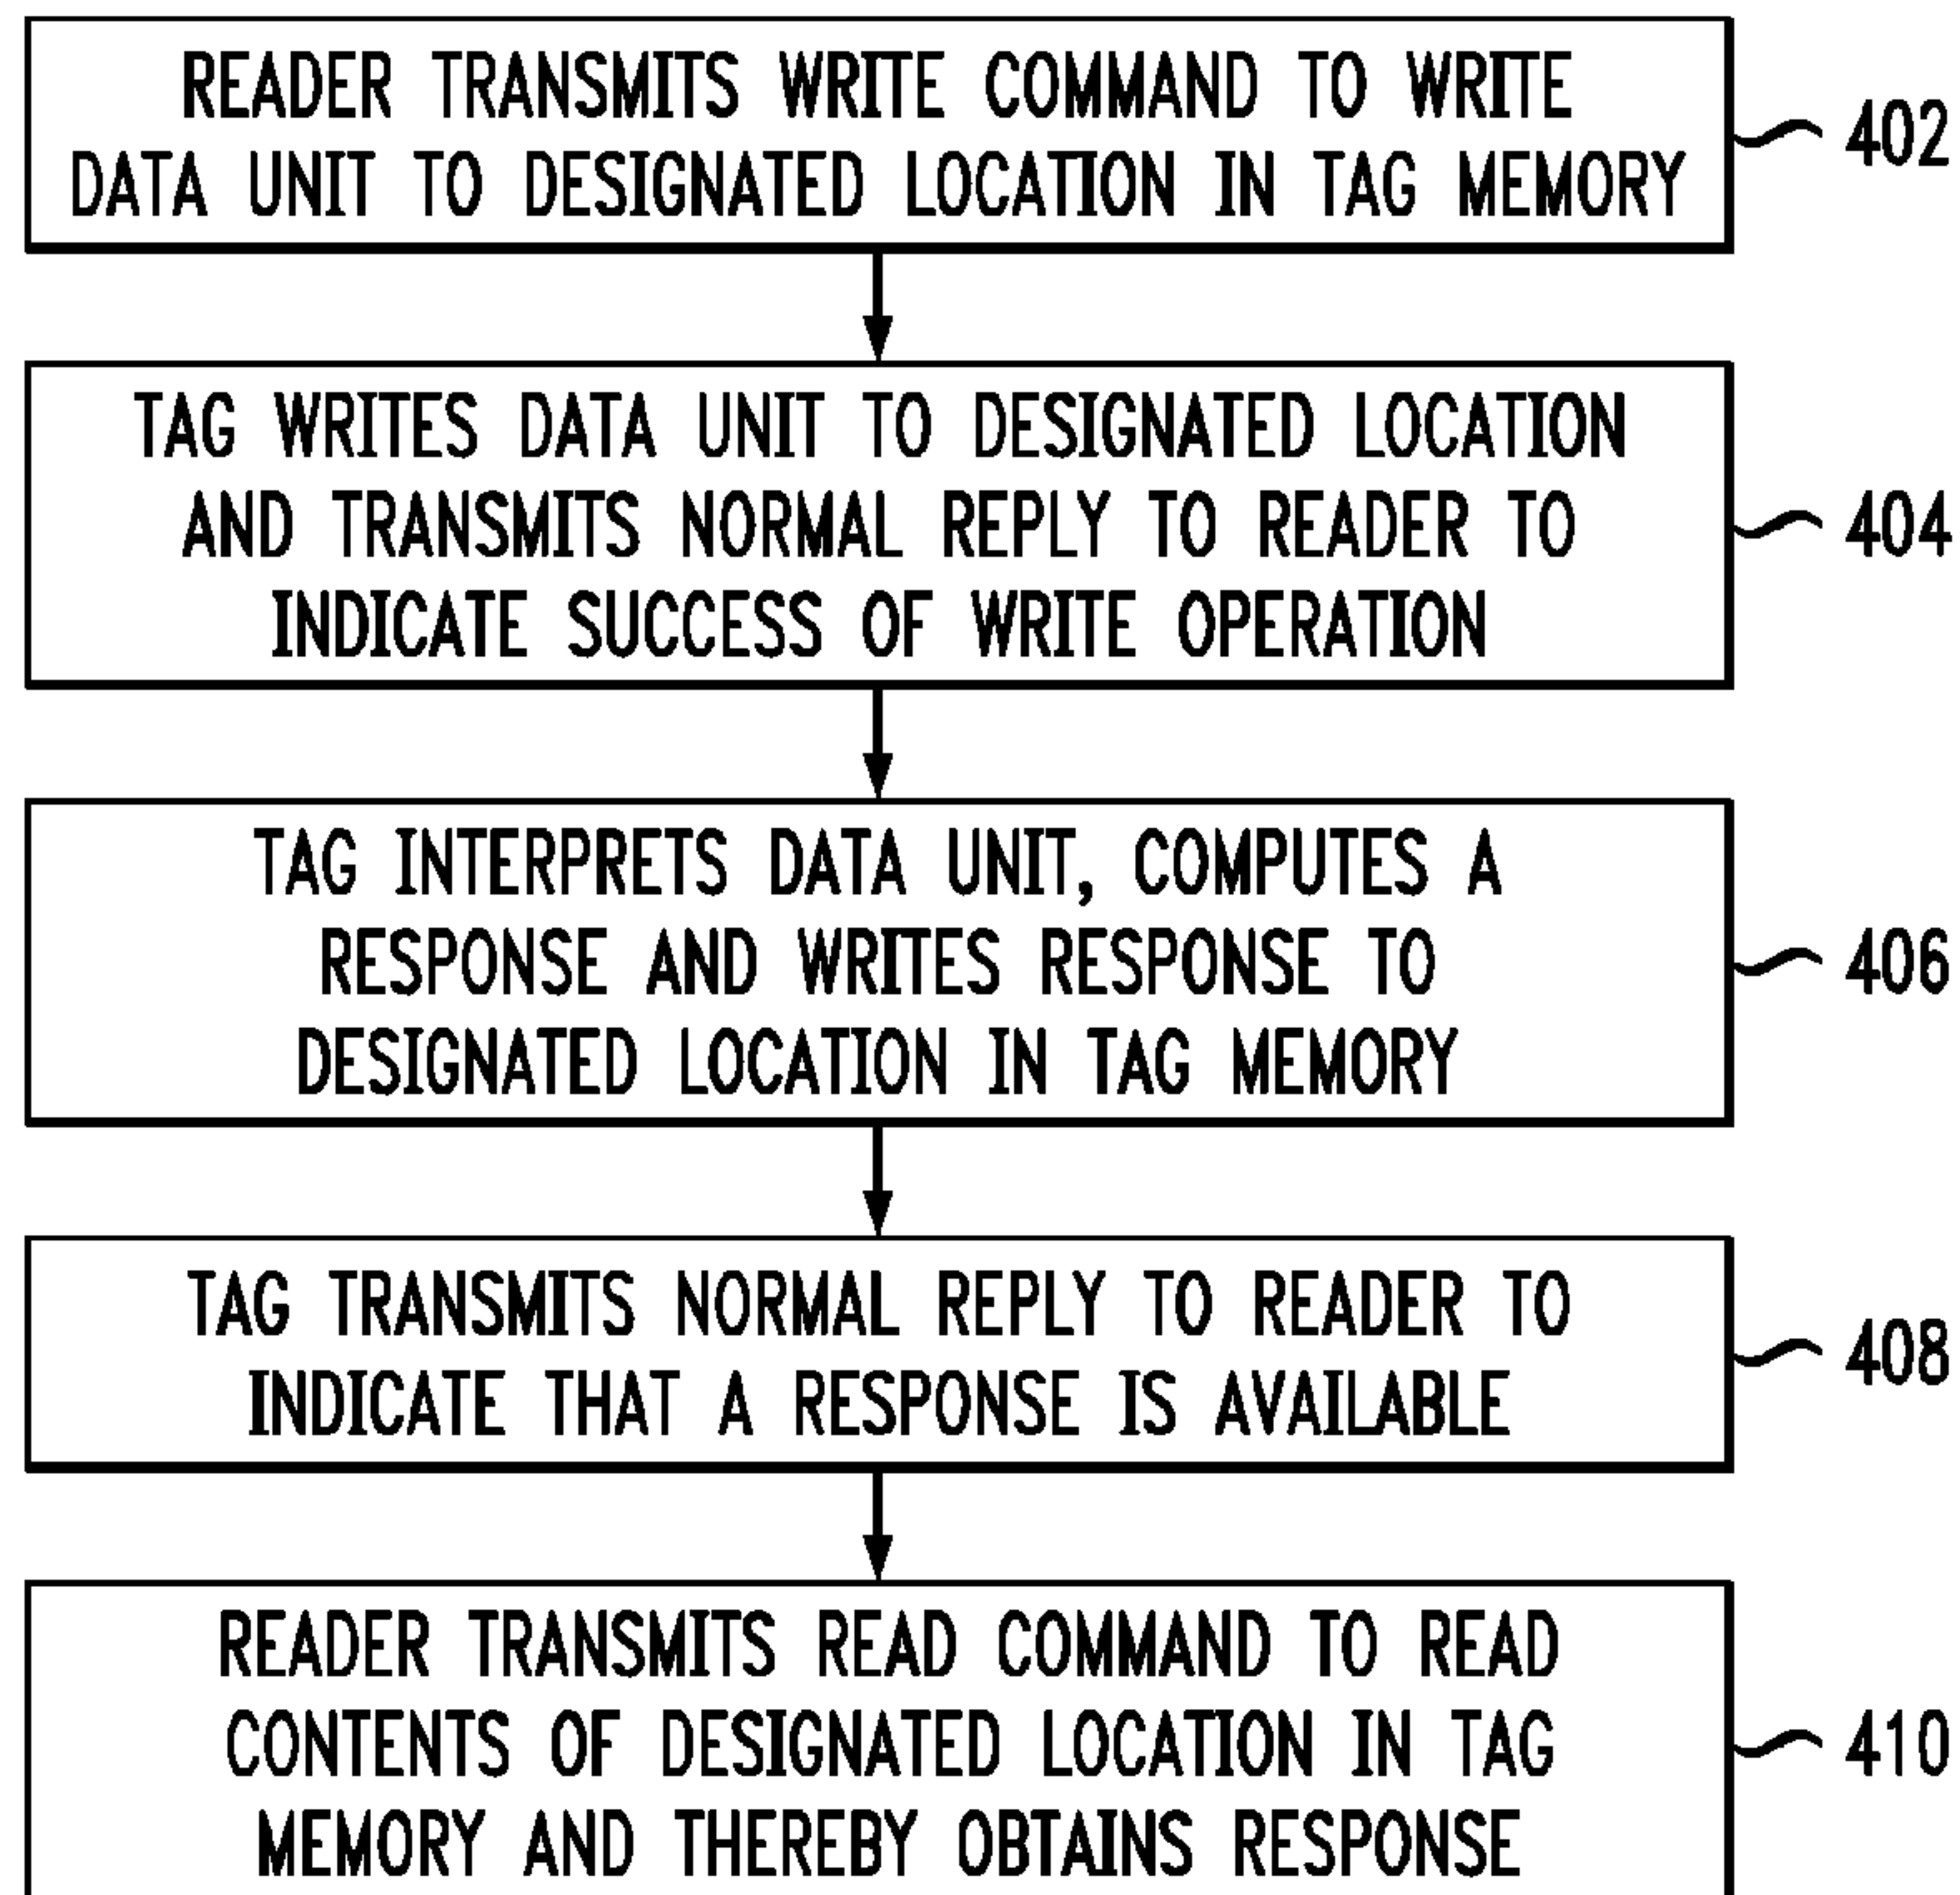 READER TRANSMITS WRITE COMMAND TO WRITE
DATA UNIT TO DESIGNATED LOCATION IN TAG MEMORY
402
TAG WRITES DATA UNIT TO DESIGNATED LOCATION
AND TRANSMITS NORMAL REPLY TO READER TO
INDICATE SUCCESS OF WRITE OPERATION
404
TAG INTERPRETS DATA UNIT, COMPUTES A
RESPONSE AND WRITES RESPONSE TO
DESIGNATED LOCATION IN TAG MEMORY
406
TAG TRANSMITS NORMAL REPLY TO READER TO
INDICATE THAT A RESPONSE IS AVAILABLE
408
READER TRANSMITS READ COMMAND TO READ
CONTENTS OF DESIGNATED LOCATION IN TAG
MEMORY AND THEREBY OBTAINS RESPONSE
410